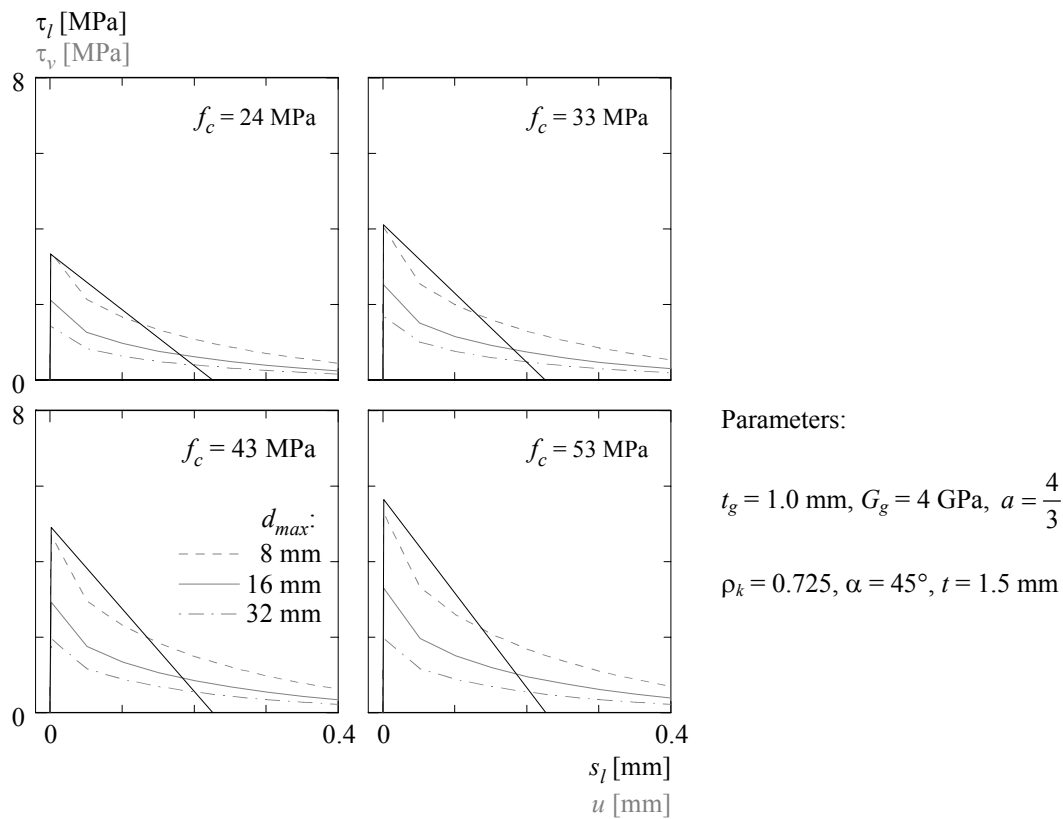 τ_l [MPa]
τ_v [MPa]
8
f_c = 24 MPa
f_c = 33 MPa
0
8
f_c = 43 MPa
f_c = 53 MPa
d_max:
8 mm
16 mm
32 mm
0
0 0.4 0 0.4
s_l [mm]
u [mm]
Parameters:
t_g = 1.0 mm, G_g = 4 GPa, a = 4/3
ρ_k = 0.725, α = 45°, t = 1.5 mm